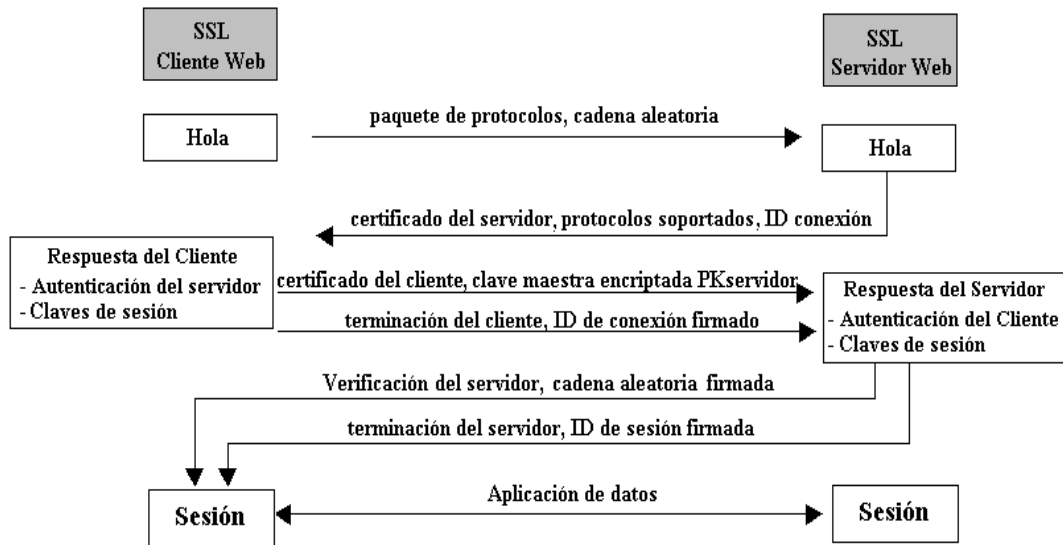 SSL
Cliente Web
SSL
Servidor Web
paquete de protocolos, cadena aleatoria
Hola
Hola
certificado del servidor, protocolos soportados, ID conexión
Respuesta del Cliente
- Autenticación del servidor
- Claves de sesión
certificado del cliente, clave maestra encriptada PKservidor
terminación del cliente, ID de conexión firmado
Respuesta del Servidor
- Autenticación del Cliente
- Claves de sesión
Verificación del servidor, cadena aleatoria firmada
terminación del servidor, ID de sesión firmada
Sesión
Aplicación de datos
Sesión